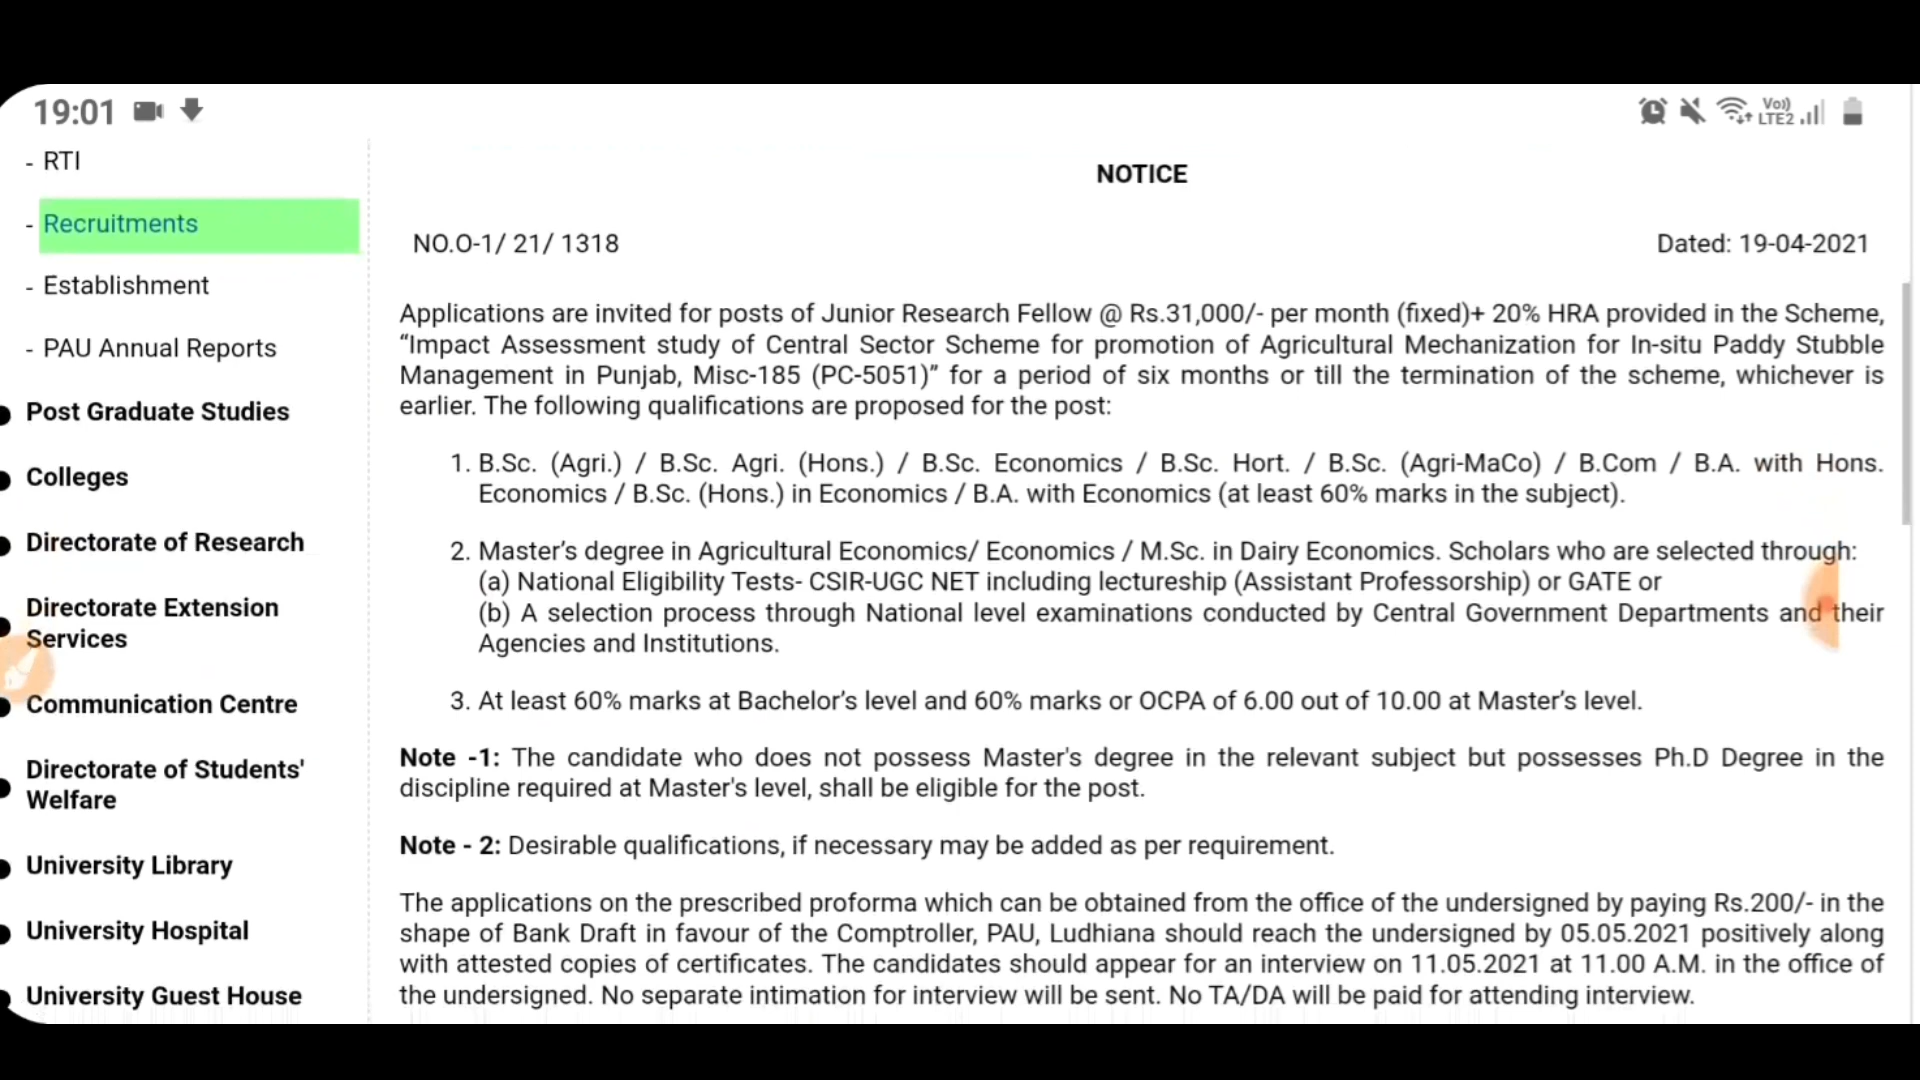 19:01
Vo))
LTE2
- RTI
- Recruitments
- Establishment
- PAU Annual Reports
Post Graduate Studies
Colleges
Directorate of Research
Directorate Extension
Services
Communication Centre
Directorate of Students'
Welfare
University Library
University Hospital
University Guest House
NOTICE
NO.O-1/ 21/ 1318
Dated: 19-04-2021
Applications are invited for posts of Junior Research Fellow @ Rs.31,000/- per month (fixed)+ 20% HRA provided in the Scheme,
“Impact Assessment study of Central Sector Scheme for promotion of Agricultural Mechanization for In-situ Paddy Stubble
Management in Punjab, Misc-185 (PC-5051)” for a period of six months or till the termination of the scheme, whichever is
earlier. The following qualifications are proposed for the post:
1. B.Sc. (Agri.) / B.Sc. Agri. (Hons.) / B.Sc. Economics / B.Sc. Hort. / B.Sc. (Agri-MaCo) / B.Com / B.A. with Hons.
Economics / B.Sc. (Hons.) in Economics / B.A. with Economics (at least 60% marks in the subject).
2. Master’s degree in Agricultural Economics/ Economics / M.Sc. in Dairy Economics. Scholars who are selected through:
(a) National Eligibility Tests- CSIR-UGC NET including lectureship (Assistant Professorship) or GATE or
(b) A selection process through National level examinations conducted by Central Government Departments and their
Agencies and Institutions.
3. At least 60% marks at Bachelor’s level and 60% marks or OCPA of 6.00 out of 10.00 at Master’s level.
Note -1: The candidate who does not possess Master's degree in the relevant subject but possesses Ph.D Degree in the
discipline required at Master's level, shall be eligible for the post.
Note - 2: Desirable qualifications, if necessary may be added as per requirement.
The applications on the prescribed proforma which can be obtained from the office of the undersigned by paying Rs.200/- in the
shape of Bank Draft in favour of the Comptroller, PAU, Ludhiana should reach the undersigned by 05.05.2021 positively along
with attested copies of certificates. The candidates should appear for an interview on 11.05.2021 at 11.00 A.M. in the office of
the undersigned. No separate intimation for interview will be sent. No TA/DA will be paid for attending interview.